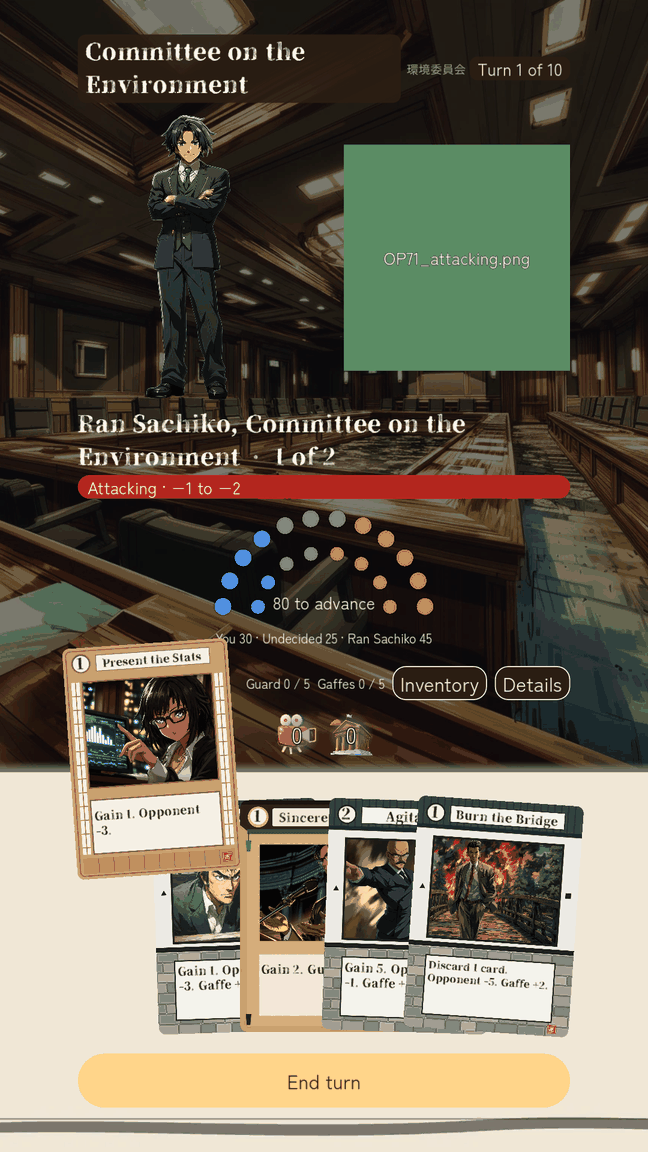 Committee on the
Environment
環境委員会
Turn 1 of 10
OP71_attacking.png
Ran Sachiko, Committee on the
Environment · 1 of 2
Attacking · −1 to −2
80 to advance
You 30 · Undecided 25 · Ran Sachiko 45
Guard 0 / 5 Gaffes 0 / 5
Inventory
Details
0
0
1 Present the Stats
Gain 1. Opponent
-3.
Gain 1. Op
-3. Gaffe +
1 Sincere
Gain 2. Gu
2 Agita
Gain 5. Op
-1. Gaffe +
1 Burn the Bridge
Discard 1 card.
Opponent -5. Gaffe +2.
End turn